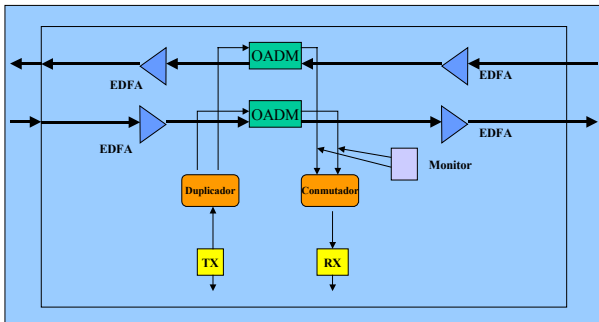 OADM
EDFA
EDFA
OADM
EDFA
EDFA
Monitor
Duplicador
Conmutador
TX
RX